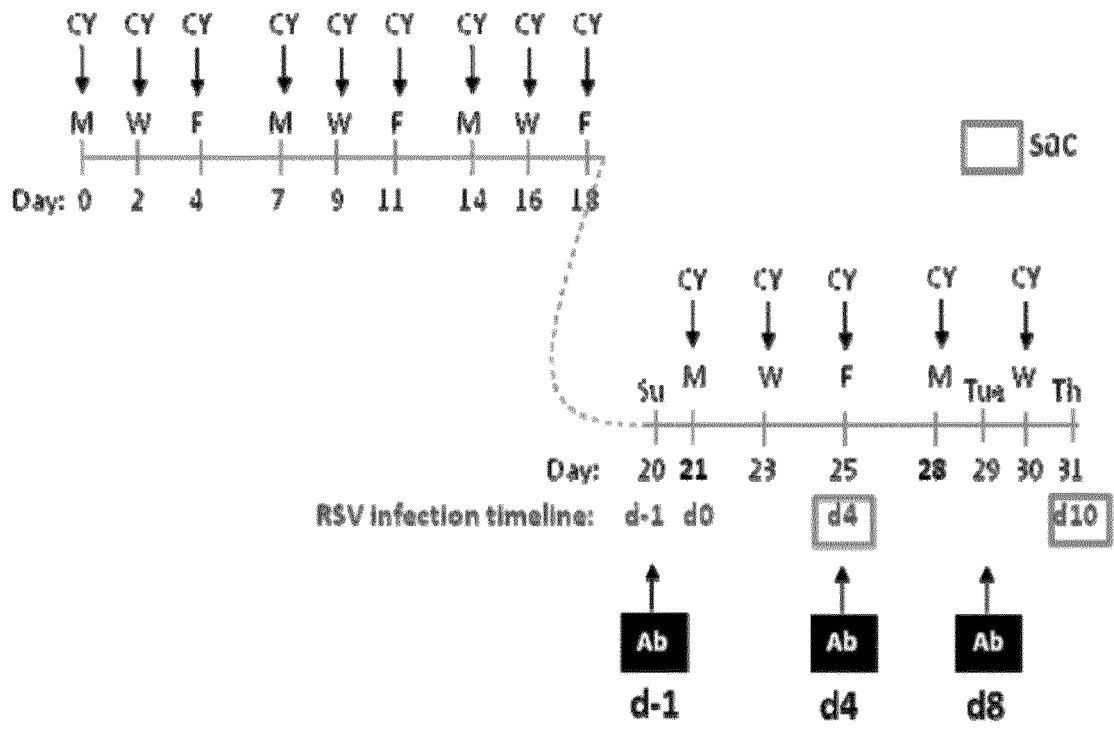 CY CY CY CY CY CY CY CY CY
M W F M W F M W F
sac
Day: 0 2 4 7 9 11 14 16 18
CY CY CY CY CY
Su M W F M Tue W Th
Day: 20 21 23 25 28 29 30 31
RSV infection timeline: d-1 d0 d4 d10
Ab Ab Ab
d-1 d4 d8